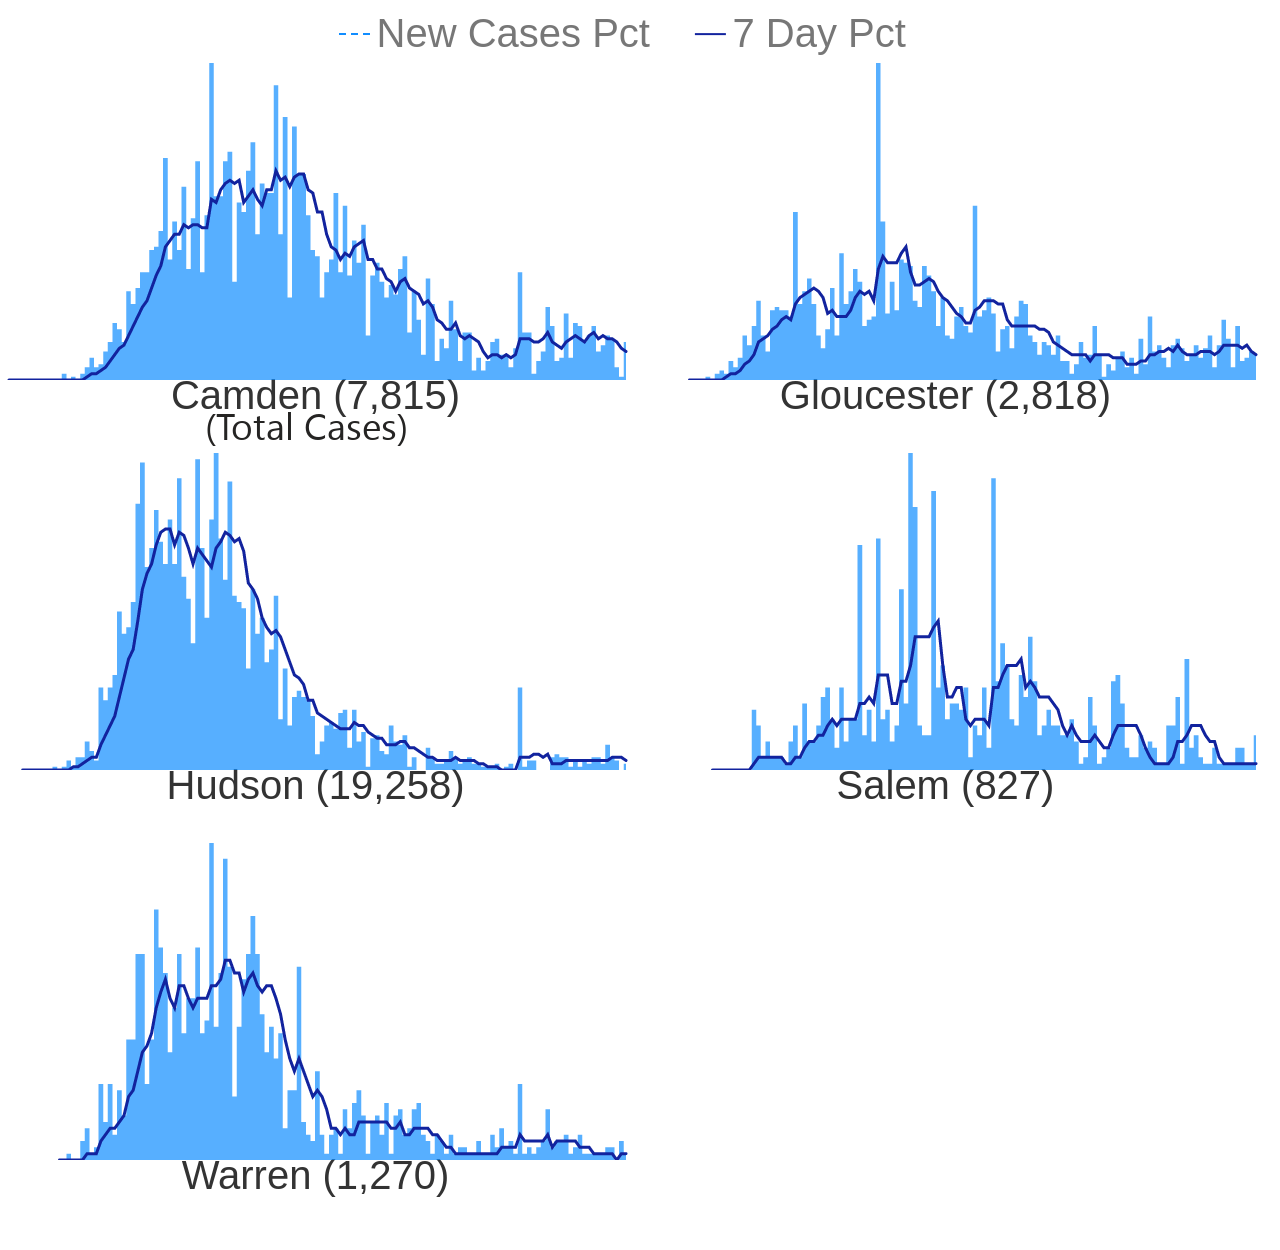 New Cases Pct 7 Day Pct
Camden (7,815) Gloucester (2,818)
(Total Cases)
Hudson (19,258) Salem (827)
Warren (1,270)